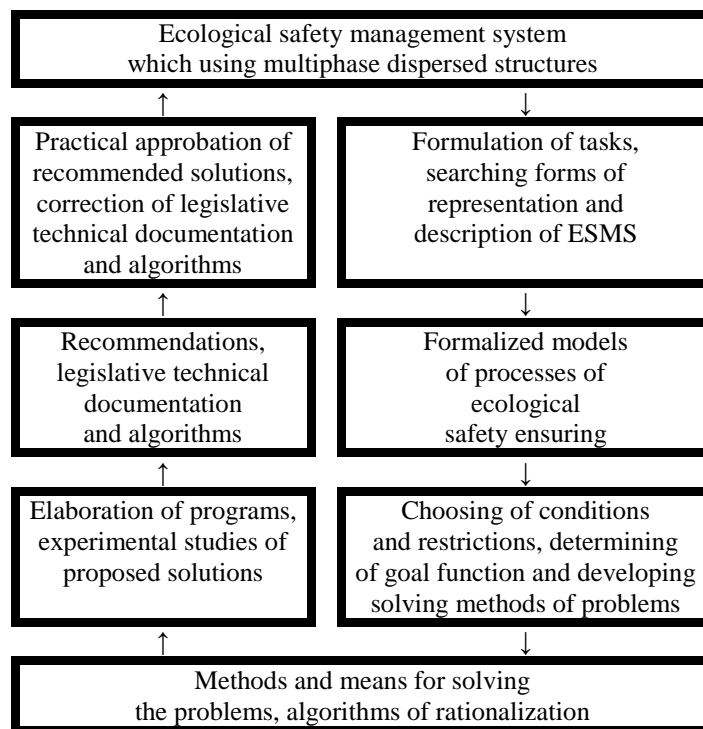 Ecological safety management system
which using multiphase dispersed structures
↑ ↓
Practical approbation of
recommended solutions,
correction of legislative
technical documentation
and algorithms
Formulation of tasks,
searching forms of
representation and
description of ESMS
↑ ↓
Recommendations,
legislative technical
documentation
and algorithms
Formalized models
of processes of
ecological
safety ensuring
↑ ↓
Elaboration of programs,
experimental studies of
proposed solutions
Choosing of conditions
and restrictions, determining
of goal function and developing
solving methods of problems
↑ ↓
Methods and means for solving
the problems, algorithms of rationalization